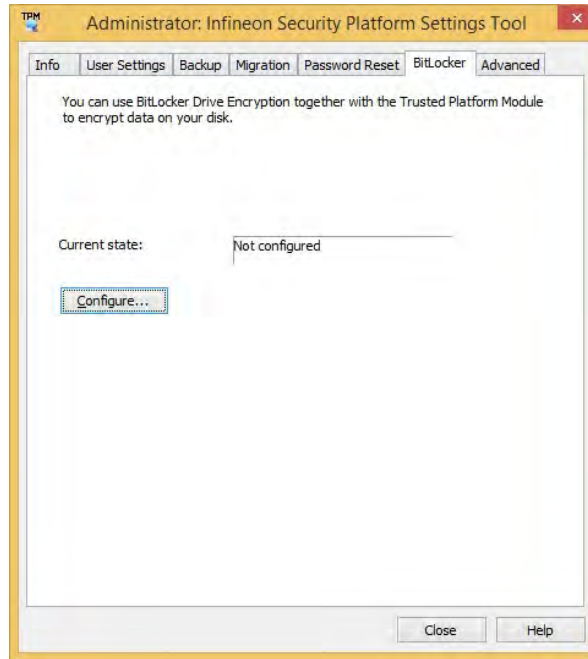 TPM
Administrator: Infineon Security Platform Settings Tool
Info User Settings Backup Migration Password Reset BitLocker Advanced
You can use BitLocker Drive Encryption together with the Trusted Platform Module
to encrypt data on your disk.
Current state: Not configured
Configure...
Close Help